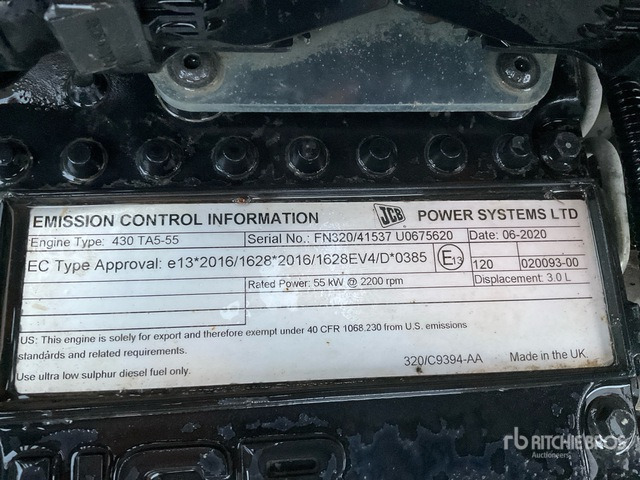 EMISSION CONTROL INFORMATION JCB POWER SYSTEMS LTD
Engine Type: 430 TA5-55 Serial No.: FN320/41537 U0675620 Date: 06-2020
EC Type Approval: e13*2016/1628*2016/1628EV4/D*0385 E13 120 020093-00
Rated Power: 55 kW @ 2200 rpm Displacement: 3.0 L
US: This engine is solely for export and therefore exempt under 40 CFR 1068.230 from U.S. emissions
standards and related requirements.
Use ultra low sulphur diesel fuel only. 320/C9394-AA Made in the UK.
rb RITCHIE BROS
Auctioneers